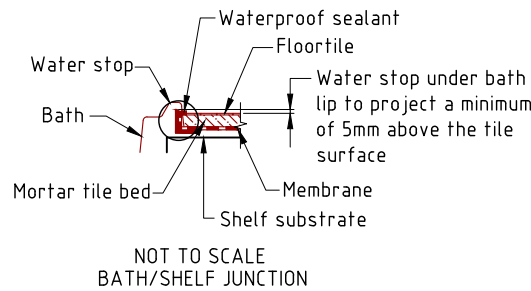 Waterproof sealant
Floortile
Water stop
Water stop under bath
lip to project a minimum
of 5mm above the tile
surface
Bath
Mortar tile bed
Membrane
Shelf substrate
NOT TO SCALE
BATH/SHELF JUNCTION